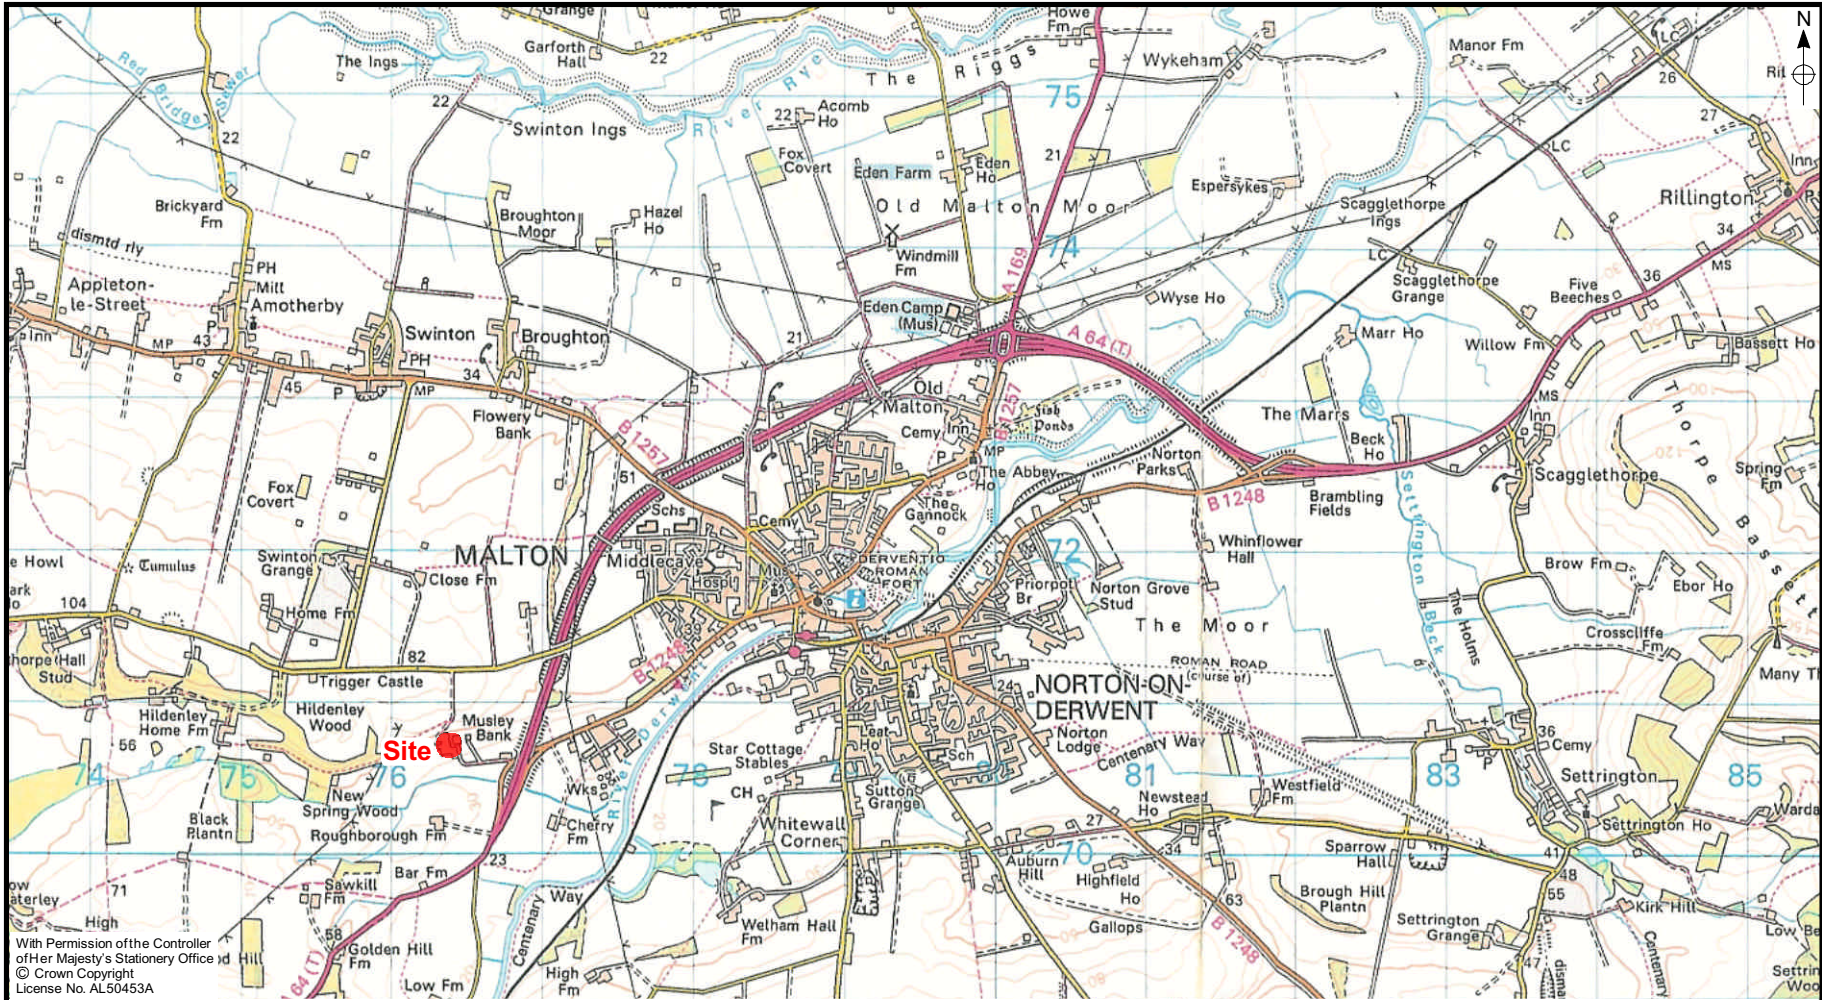 Grange
Howe
Fm
N
LC
Manor Fm
26
Garforth
Hall
22
The Ings
The Riggs
Wykeham
Red
Bridge
Sewer
22
Swinton Ings
River Rye
22
Acomb
Ho
75
27
22
Fox
Covert
Eden Farm
Eden
Ho
21
LC
Inn
Espersykes
Rillington
Brickyard
Fm
Broughton
Moor
Hazel
Ho
Old Malton Moor
Scagglethorpe
Ings
34
MS
dismtd rly
74
Windmill
Fm
A 169
LC
Scagglethorpe
Grange
36
Five
Beeches
PH
Mill
Appleton-
le-Street
Amotherby
P
Eden Camp
(Mus)
Wyse Ho
Inn
MP
43
Swinton
PH
Broughton
21
A 64 (T)
Marr Ho
Willow Fm
Bassett Ho
45
P
MP
34
Old
Malton
B 1257
Fish
Ponds
100
Thorpe Bassett
Flowery
Bank
B 1257
Cemy
Inn
The Marrs
MS
Inn
MP
P
The Abbey
Ho
Norton
Parks
Beck
Ho
120
51
Scagglethorpe
Spring
Fm
Fox
Covert
Schs
Cemy
The
Gannock
B 1248
Brambling
Fields
Settrington Beck
MALTON
Middlecave
Hospl
Mus
DERVENTIO
ROMAN
FORT
72
Whinflower
Hall
e Howl
Tumulus
Swinton
Grange
Close Fm
Brow Fm
Ebor Ho
Priorpot
Br
Norton Grove
Stud
104
Home Fm
The Moor
The Holms
Crosscliffe
Fm
39
LC
thorpe Hall
Stud
82
Trigger Castle
B 1248
ROMAN ROAD
(course of)
Many Th
24
NORTON-ON-
DERWENT
Hildenley
Home Fm
Hildenley
Wood
Musley
Bank
Site
River Derwent
Star Cottage
Stables
Leat
Ho
Norton
Lodge
Centenary Way
36
Cemy
P
56
74
75
76
78
Sch
81
83
Settrington
85
New
Spring Wood
Wks
CH
Sutton
Grange
Newstead
Ho
Westfield
Fm
Black
Plantn
Roughborough Fm
Cherry
Fm
20
Whitewall
Corner
27
34
70
Settrington Ho
Warda
Sparrow
Hall
41
23
Auburn
Hill
48
55
Bar Fm
Highfield
Ho
71
Sawkill
Fm
Centenary Way
63
Brough Hill
Plantn
Kirk Hill
High
Welham Hall
Fm
Gallops
Settrington
Grange
58
Golden Hill
Fm
B 1248
Centenary
47
A 64 (T)
Low Fm
High
Fm
With Permission of the Controller
of Her Majesty's Stationery Office
© Crown Copyright
License No. AL50453A